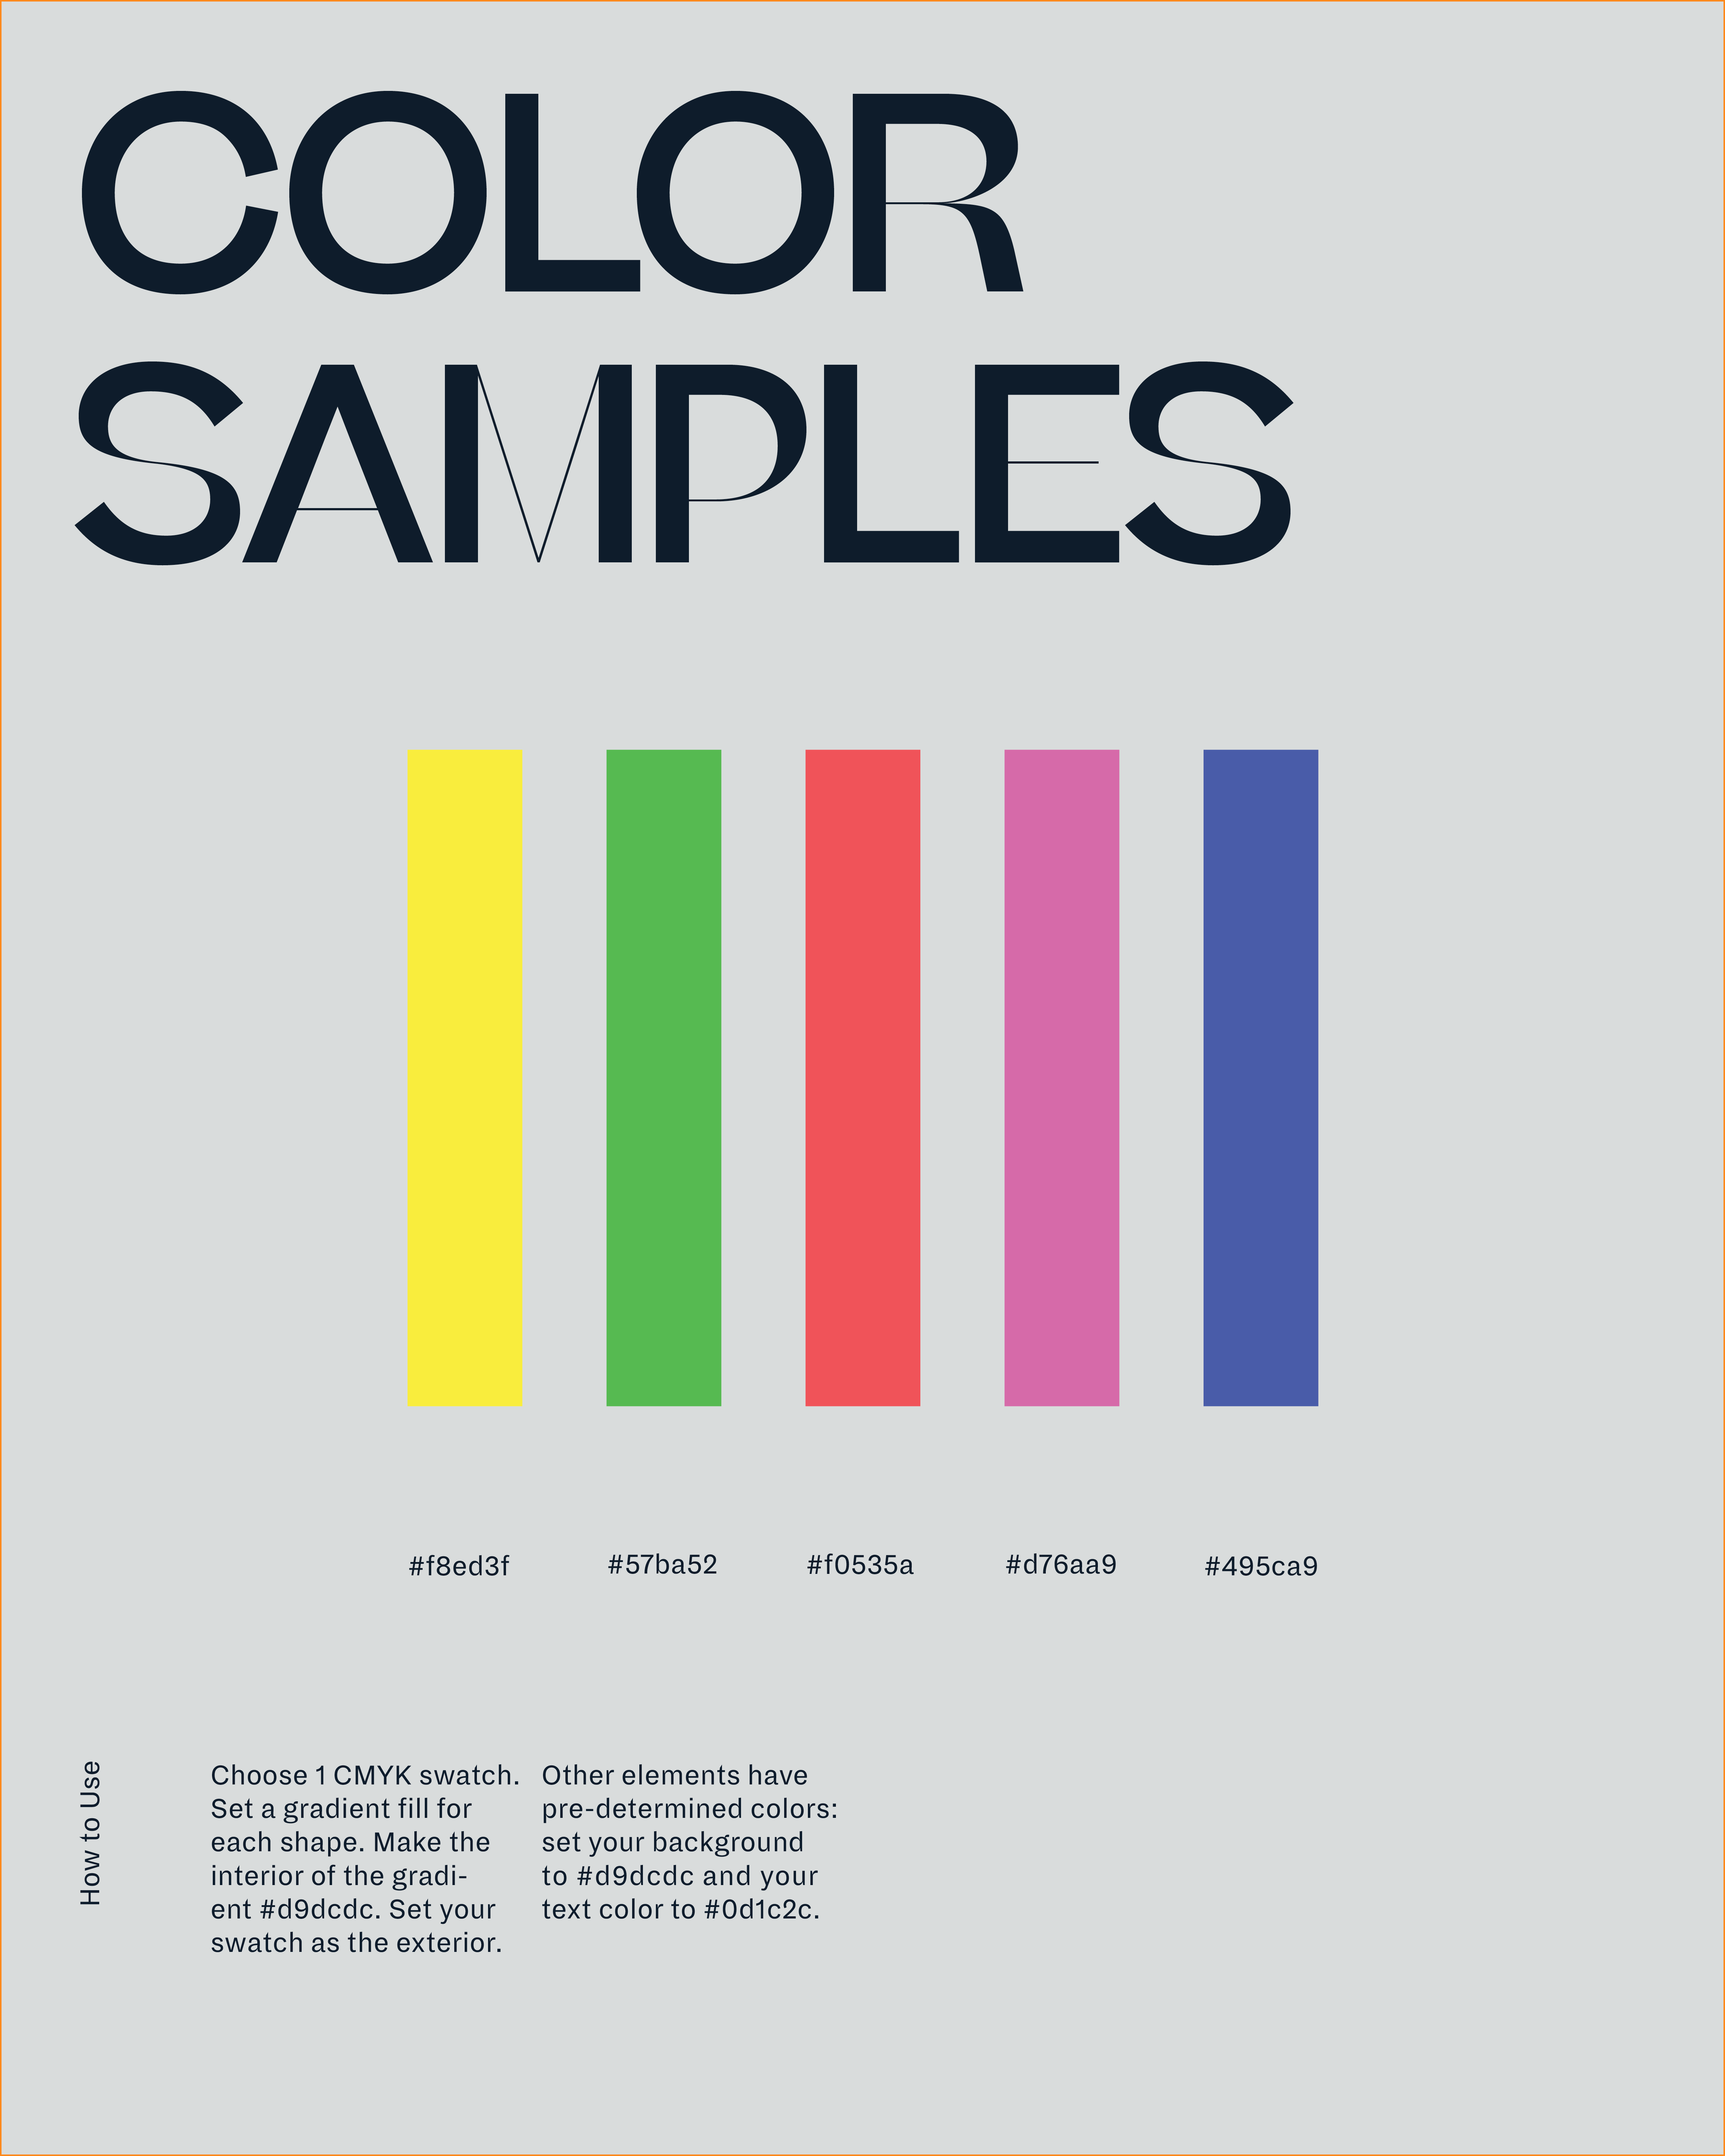 COLOR
SAMPLES
#f8ed3f
#57ba52
#f0535a
#d76aa9
#495ca9
How to Use
Choose 1 CMYK swatch.
Set a gradient fill for
each shape. Make the
interior of the gradi-
ent #d9dcdc. Set your
swatch as the exterior.
Other elements have
pre-determined colors:
set your background
to #d9dcdc and your
text color to #0d1c2c.